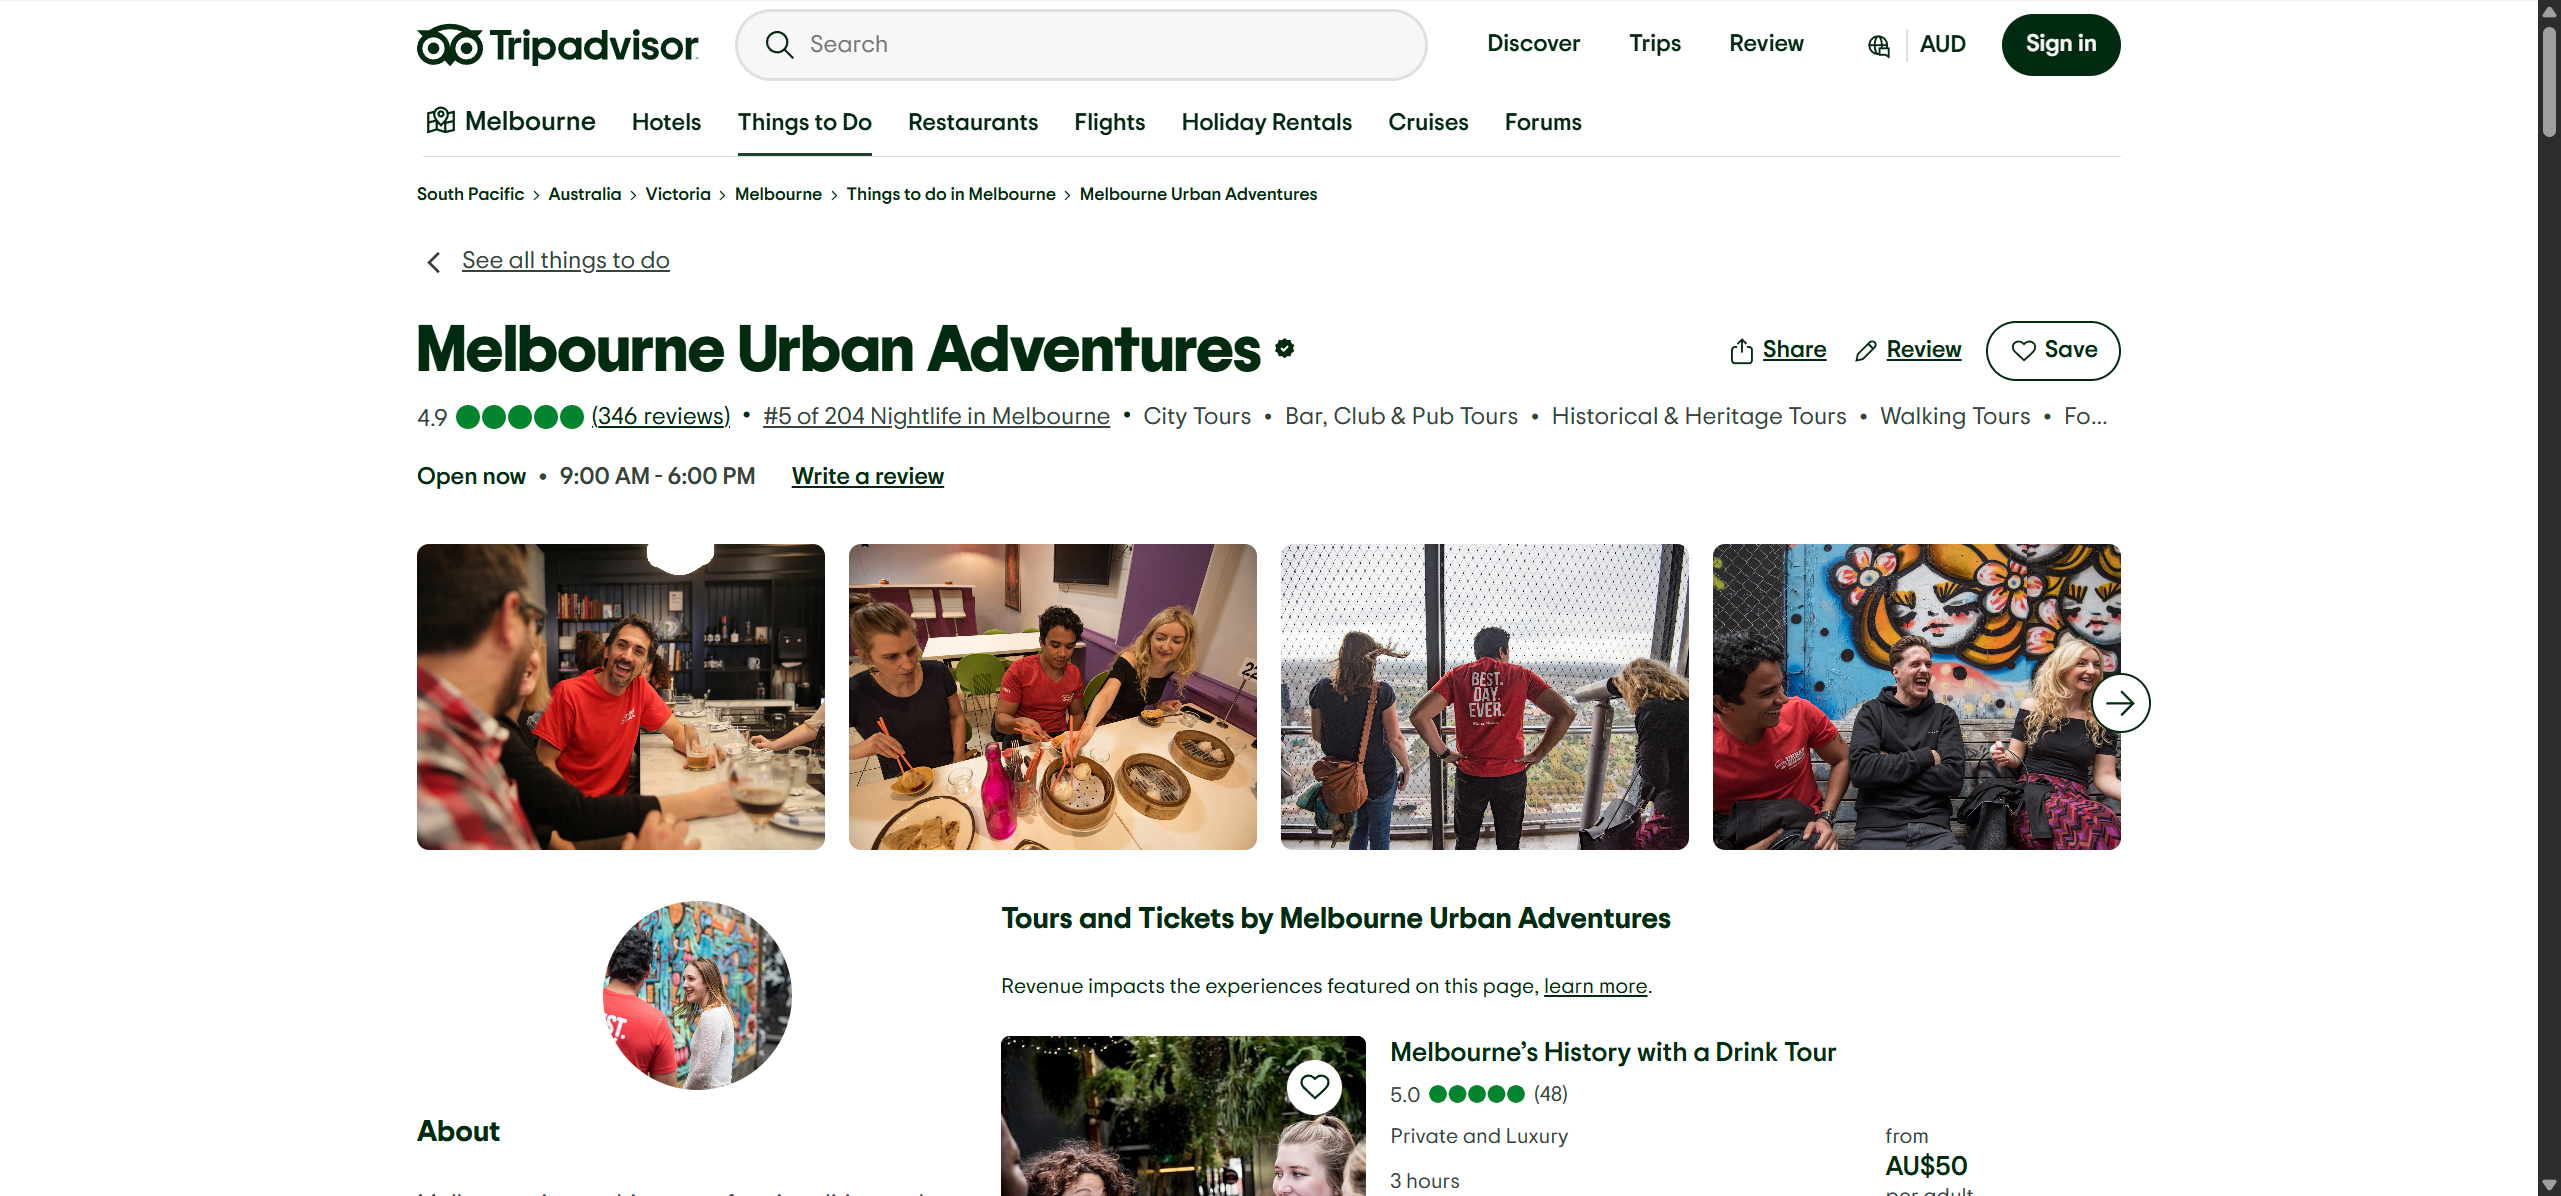 Tripadvisor
Search
Discover
Trips
Review
AUD
Sign in
Melbourne
Hotels
Things to Do
Restaurants
Flights
Holiday Rentals
Cruises
Forums
South Pacific > Australia > Victoria > Melbourne > Things to do in Melbourne > Melbourne Urban Adventures
See all things to do
Melbourne Urban Adventures
Share
Review
Save
4.9 (346 reviews) • #5 of 204 Nightlife in Melbourne • City Tours • Bar, Club & Pub Tours • Historical & Heritage Tours • Walking Tours • Fo...
Open now • 9:00 AM - 6:00 PM
Write a review
22
BEST.
DAY.
EVER.
ST.
Tours and Tickets by Melbourne Urban Adventures
Revenue impacts the experiences featured on this page, learn more.
Melbourne's History with a Drink Tour
5.0 (48)
Private and Luxury
3 hours
from
AU$50
per adult
About